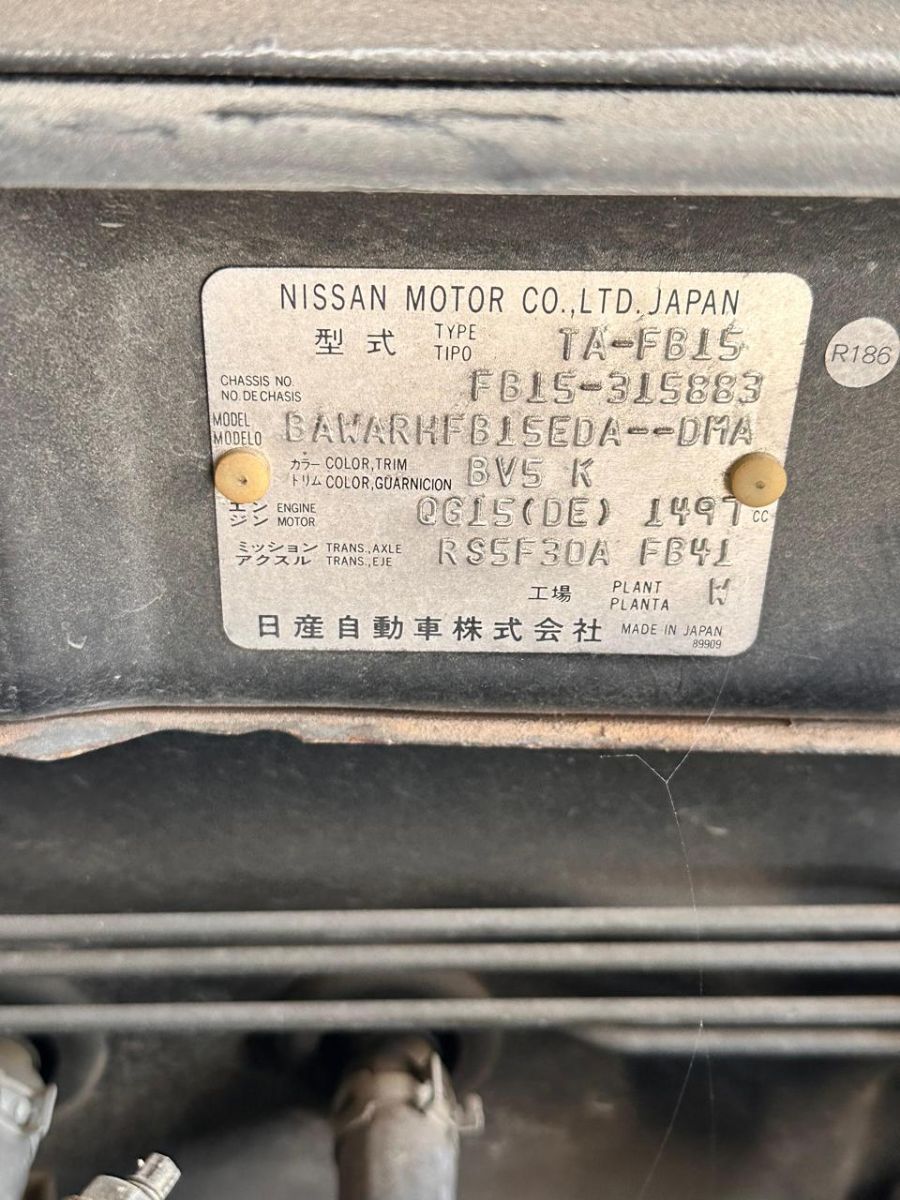 NISSAN MOTOR CO.,LTD.JAPAN
型式 TYPE TIPO TA-FB15
R186
CHASSIS NO. NO. DE CHASIS FB15-315883
MODEL MODELO BAWARHFB15EDA--DMA
カラー COLOR,TRIM
トリム COLOR,GUARNICION BV5 K
エン ENGINE
ジン MOTOR QG15(DE) 1497 CC
ミッション TRANS.,AXLE
アクスル TRANS.,EJE RS5F30A FB41
工場 PLANT PLANTA W
日産自動車株式会社 MADE IN JAPAN
89909